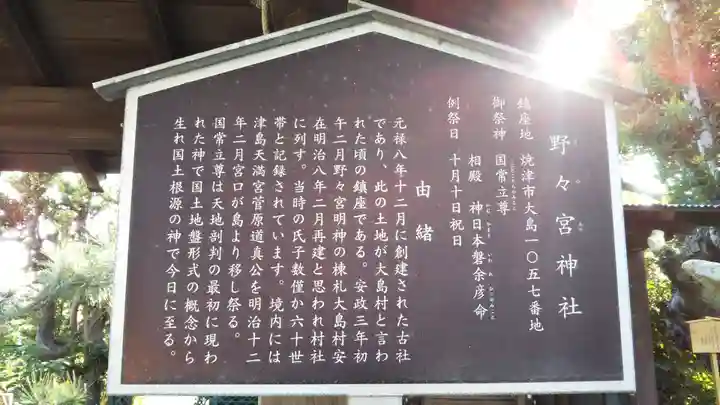 野々宮神社
鎮座地 焼津市大島一〇五七番地
御祭神 国常立尊
相殿 神日本磐余彦命
例祭日 十月十日祝日
由緒
元禄八年十二月に創建された古社
であり、此の土地が大島村と言わ
れた頃の鎮座である。安政三年初
午二月野々宮明神の棟札大島村安
在明治八年二月再建と思われ村社
に列す。当時の氏子数僅か六十世
帯と記録されています。境内には
津島天満宮菅原道真公を明治十二
年二月宮口が島より移し祭る。
国常立尊は天地剖判の最初に現わ
れた神で国土地盤形式の概念から
生れ国土根源の神で今日に至る。